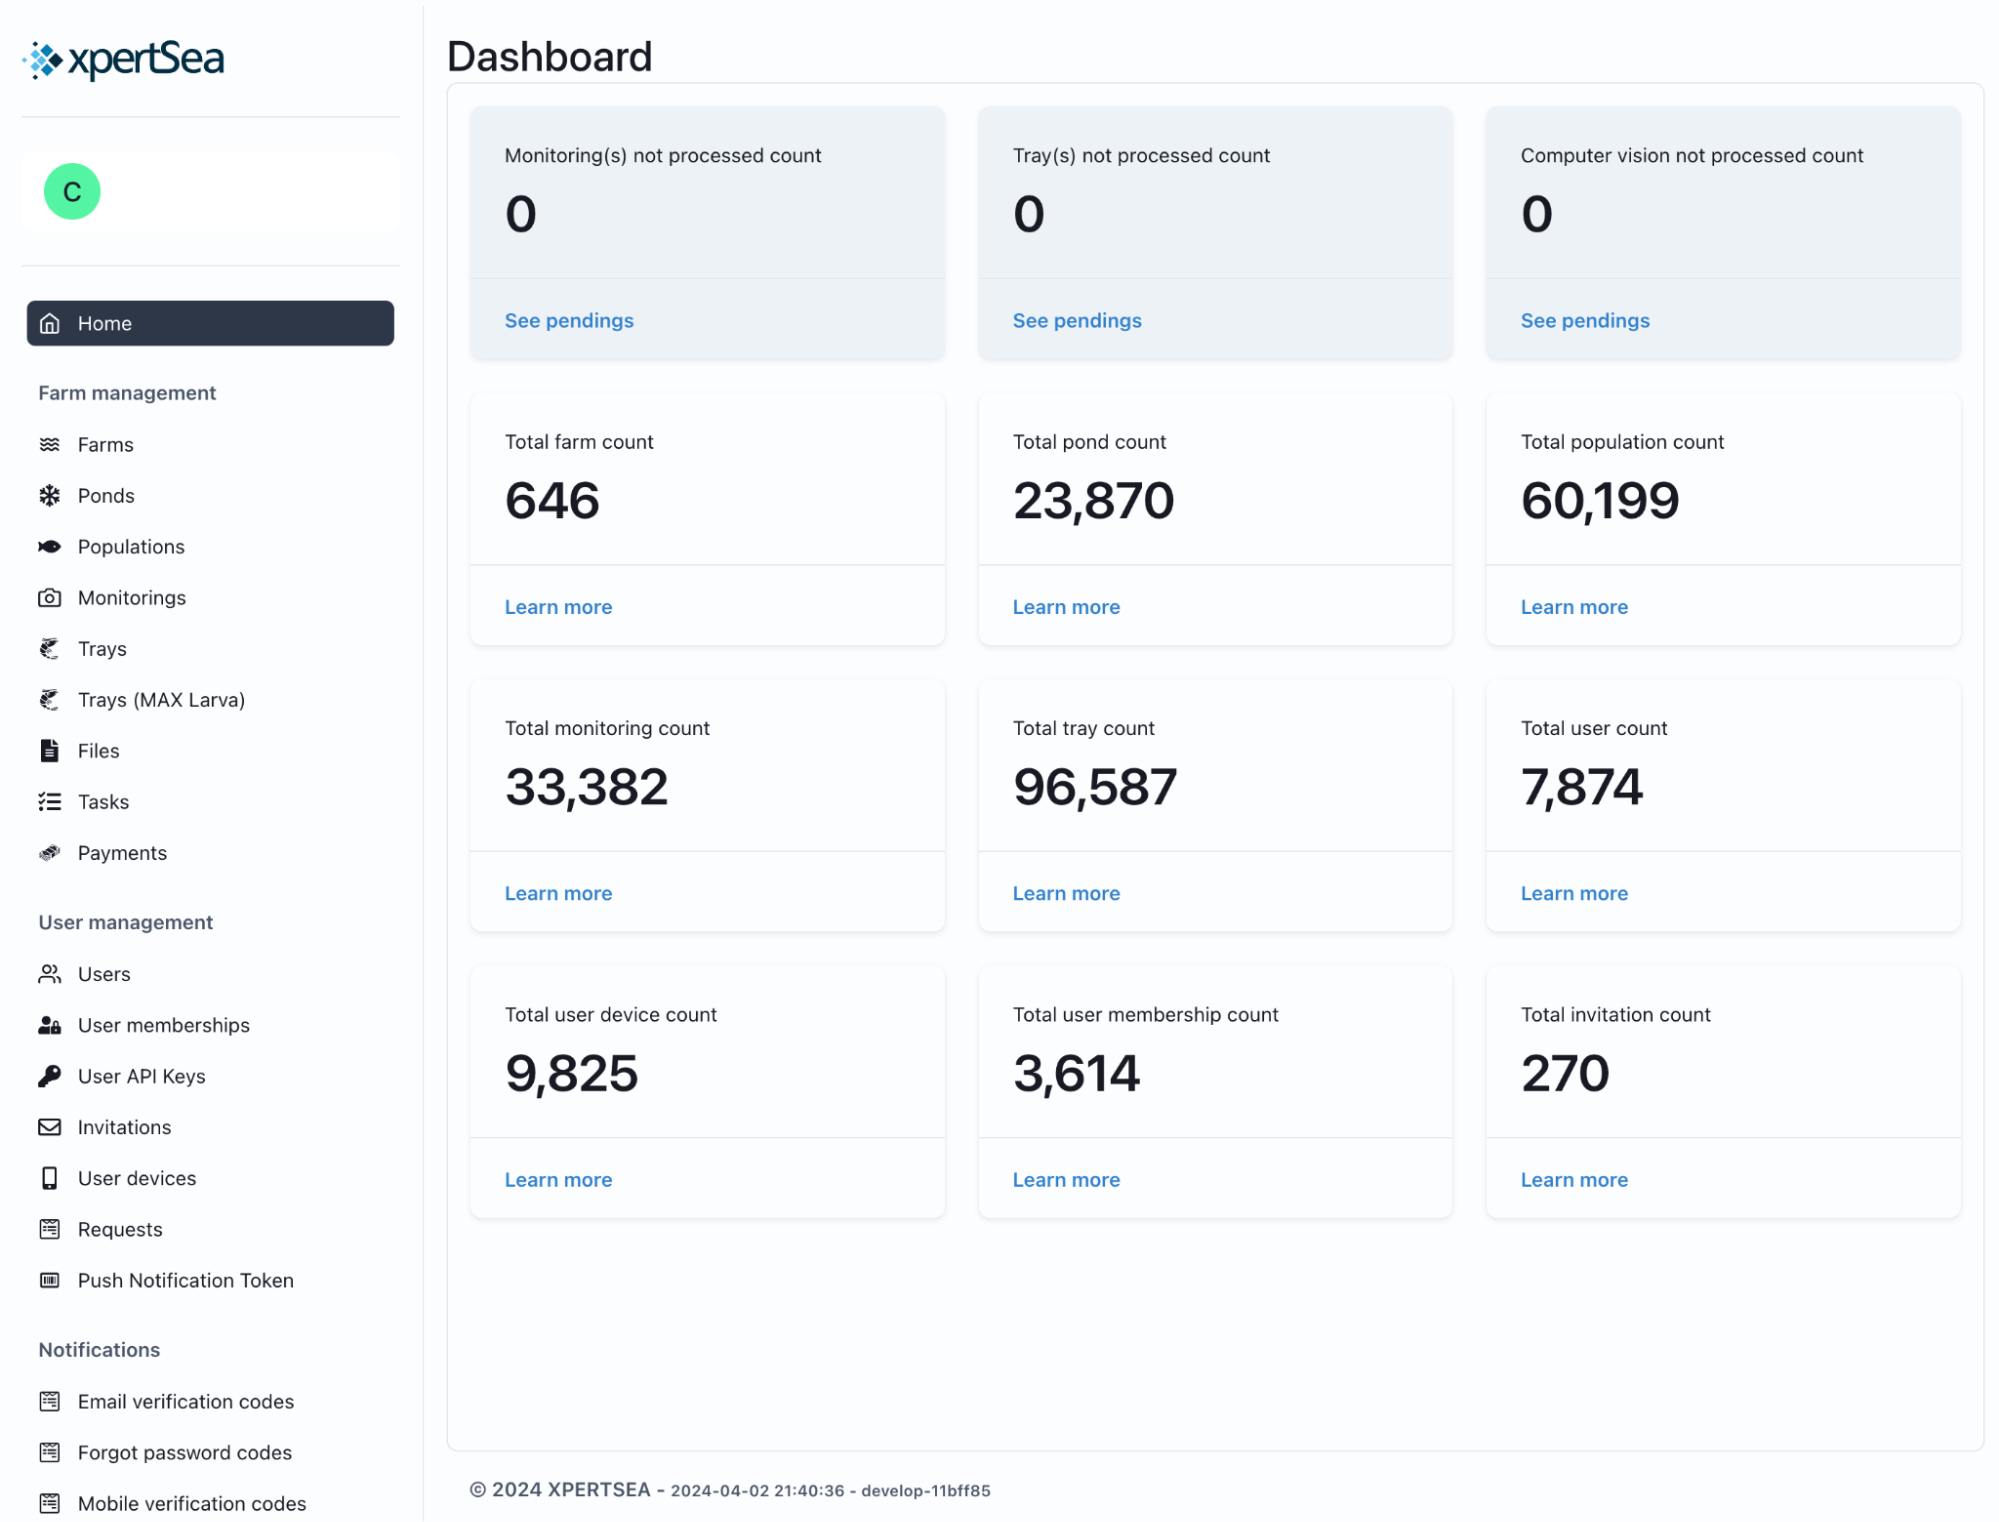 xpertSea
C
Home
Farm management
Farms
Ponds
Populations
Monitorings
Trays
Trays (MAX Larva)
Files
Tasks
Payments
User management
Users
User memberships
User API Keys
Invitations
User devices
Requests
Push Notification Token
Notifications
Email verification codes
Forgot password codes
Mobile verification codes
Dashboard
Monitoring(s) not processed count
0
See pendings
Tray(s) not processed count
0
See pendings
Computer vision not processed count
0
See pendings
Total farm count
646
Learn more
Total pond count
23,870
Learn more
Total population count
60,199
Learn more
Total monitoring count
33,382
Learn more
Total tray count
96,587
Learn more
Total user count
7,874
Learn more
Total user device count
9,825
Learn more
Total user membership count
3,614
Learn more
Total invitation count
270
Learn more
© 2024 XPERTSEA - 2024-04-02 21:40:36 - develop-11bff85